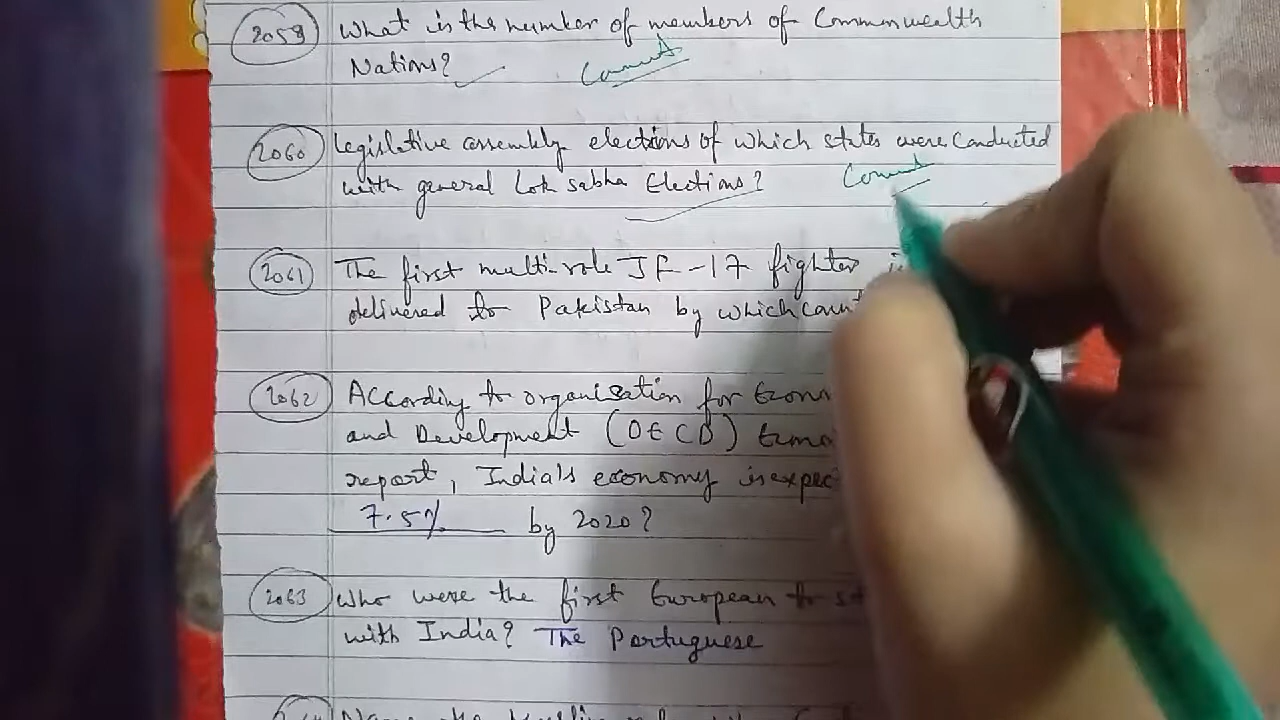 2059 What is the number of members of Commonwealth
Nations? Comment
2060 Legislative assembly elections of which states were Conducted
with general Lok sabha Elections? Comment
2061 The first multi-role JF-17 fighter
delivered to Pakistan by which
2062 According to organisation for
and Development (OECD)
report, India's economy is
7.5% by 2020?
2063 Who were the first European to
with India? The Portuguese